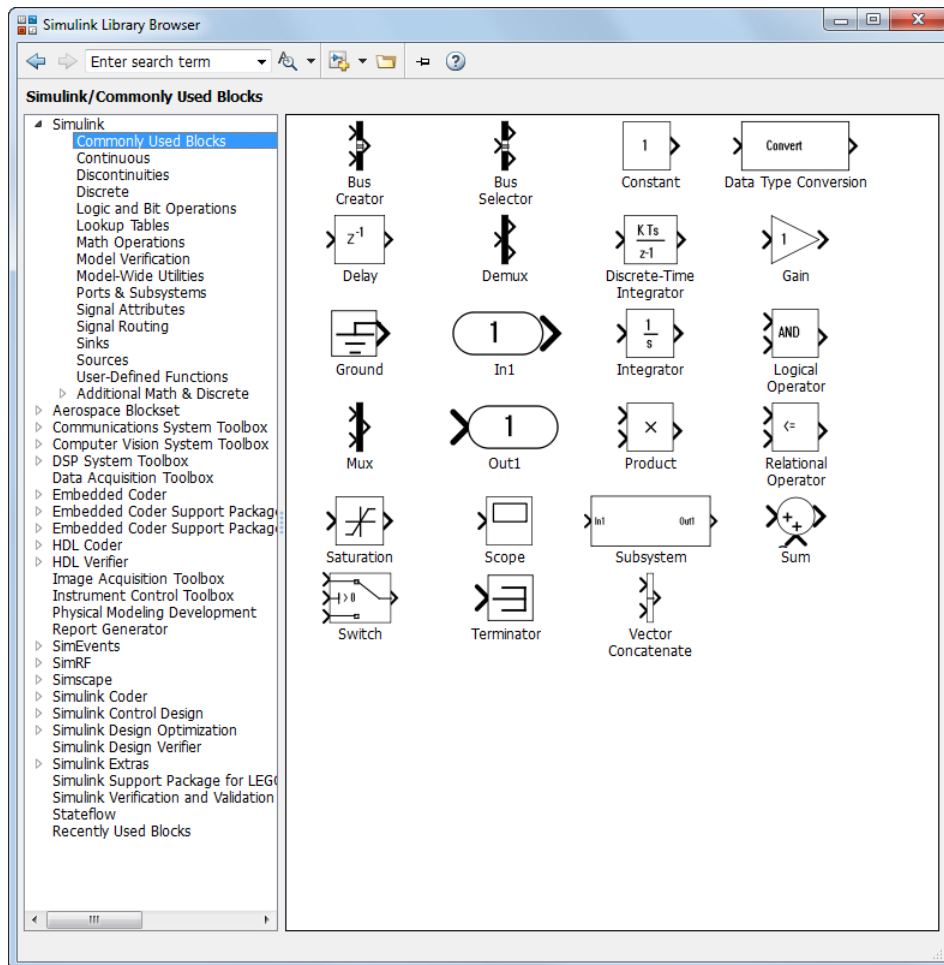 Simulink Library Browser
Enter search term
Simulink/Commonly Used Blocks
Simulink
Commonly Used Blocks
Continuous
Discontinuities
Discrete
Logic and Bit Operations
Lookup Tables
Math Operations
Model Verification
Model-Wide Utilities
Ports & Subsystems
Signal Attributes
Signal Routing
Sinks
Sources
User-Defined Functions
Additional Math & Discrete
Aerospace Blockset
Communications System Toolbox
Computer Vision System Toolbox
DSP System Toolbox
Data Acquisition Toolbox
Embedded Coder
Embedded Coder Support Package
Embedded Coder Support Package
HDL Coder
HDL Verifier
Image Acquisition Toolbox
Instrument Control Toolbox
Physical Modeling Development
Report Generator
SimEvents
SimRF
Simscape
Simulink Coder
Simulink Control Design
Simulink Design Optimization
Simulink Design Verifier
Simulink Extras
Simulink Support Package for LEGO
Simulink Verification and Validation
Stateflow
Recently Used Blocks
1 Convert
Bus Bus Constant Data Type Conversion
Creator Selector
z-1 K Ts 1
z-1
Delay Demux Discrete-Time Gain
Integrator
1 1 AND
s
Ground In1 Integrator Logical
Operator
1 × <=
Mux Out1 Product Relational
Operator
In1 Out1 + +
Saturation Scope Subsystem Sum
> 0
Switch Terminator Vector
Concatenate